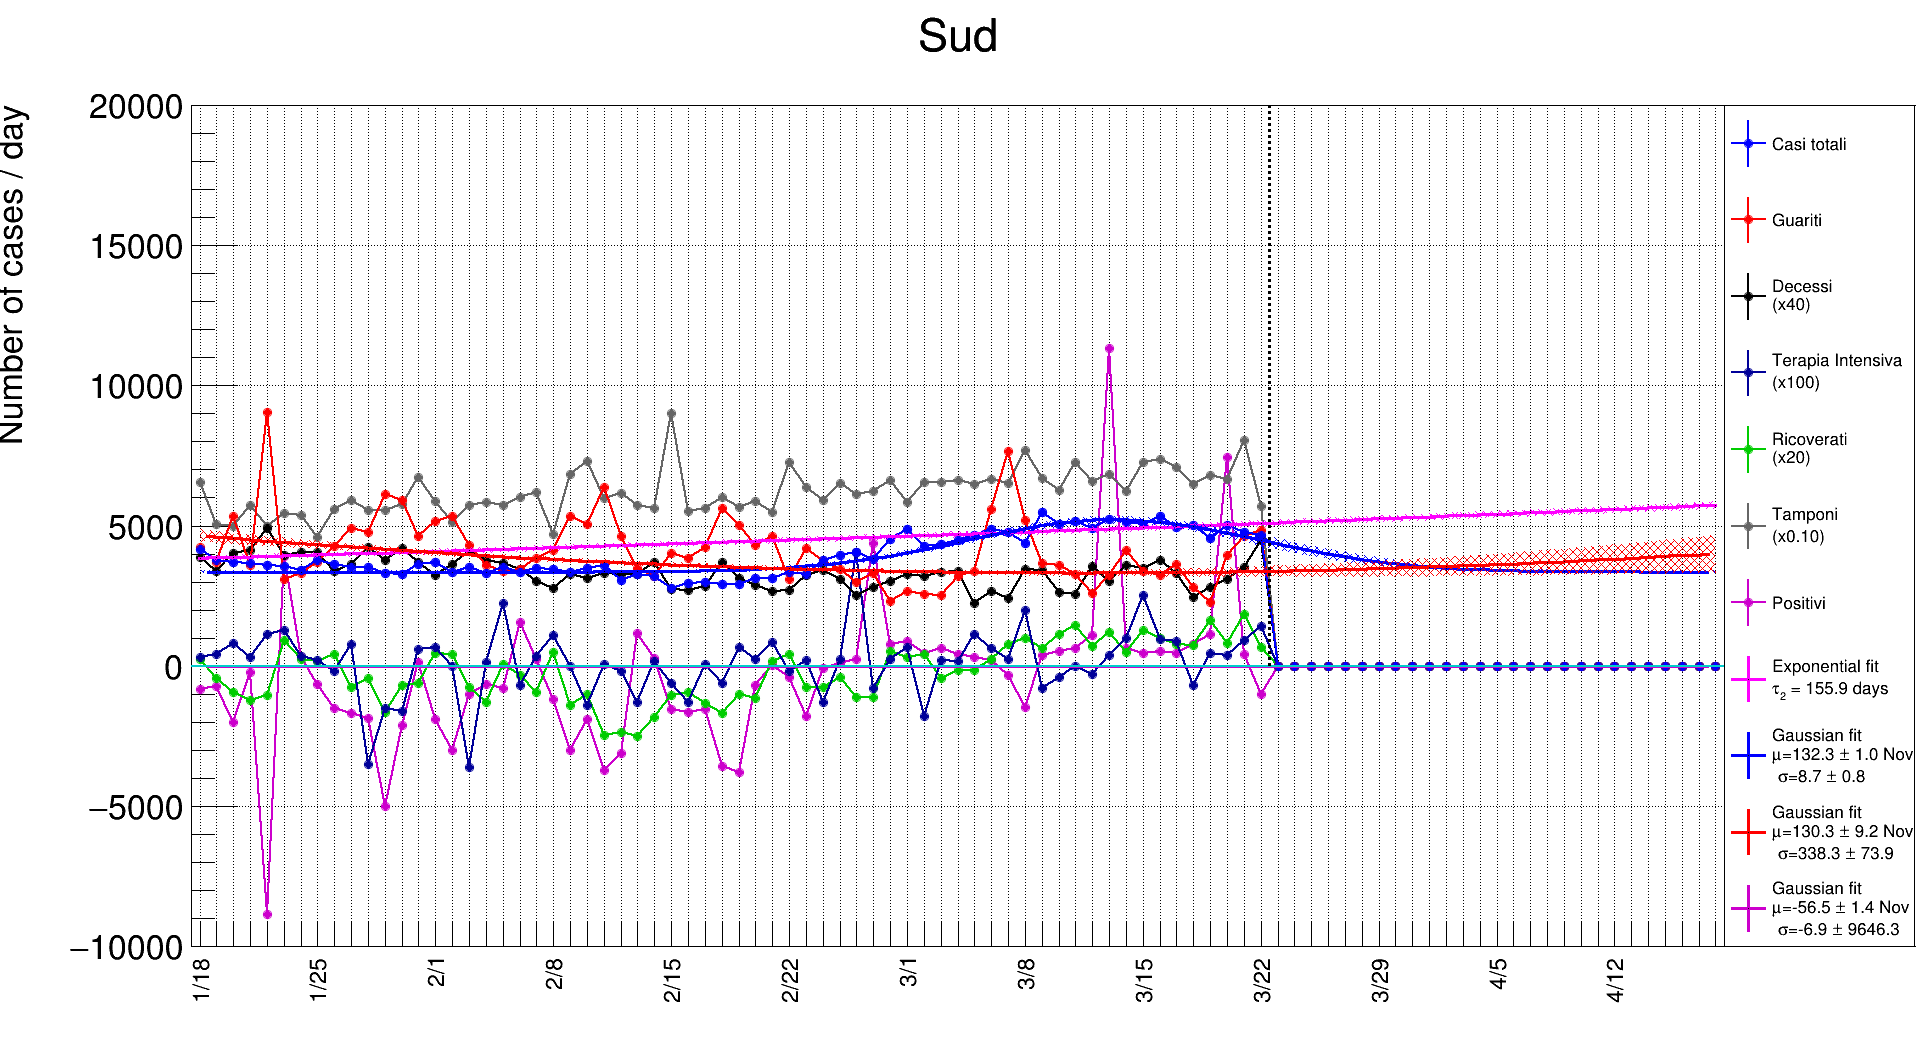 Sud
Number of cases / day
20000
15000
10000
5000
0
−5000
−10000
1/18
1/25
2/1
2/8
2/15
2/22
3/1
3/8
3/15
3/22
3/29
4/5
4/12
Casi totali
Guariti
Decessi
(x40)
Terapia Intensiva
(x100)
Ricoverati
(x20)
Tamponi
(x0.10)
Positivi
Exponential fit
τ2 = 155.9 days
Gaussian fit
μ=132.3 ± 1.0 Nov
σ=8.7 ± 0.8
Gaussian fit
μ=130.3 ± 9.2 Nov
σ=338.3 ± 73.9
Gaussian fit
μ=-56.5 ± 1.4 Nov
σ=-6.9 ± 9646.3